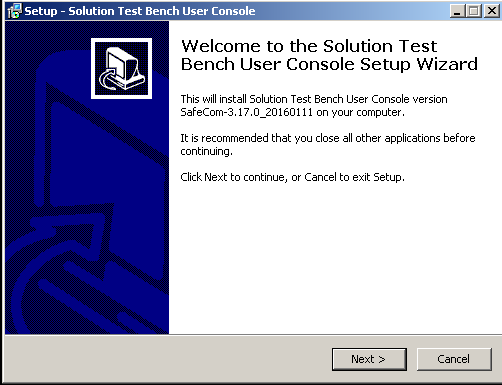 Setup - Solution Test Bench User Console
Welcome to the Solution Test
Bench User Console Setup Wizard
This will install Solution Test Bench User Console version
SafeCom-3.17.0_20160111 on your computer.
It is recommended that you close all other applications before
continuing.
Click Next to continue, or Cancel to exit Setup.
Next >
Cancel